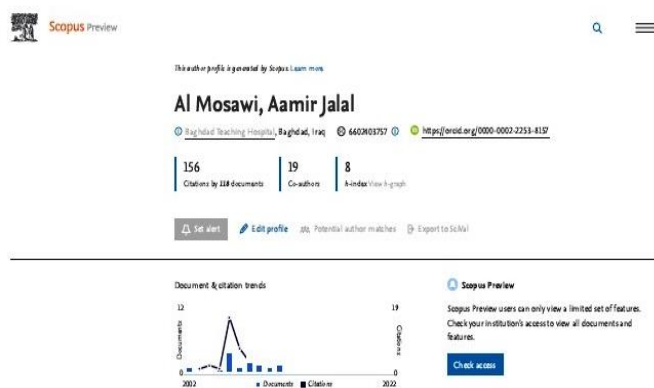 Scopus Preview
This author profile is generated by Scopus. Learn more
Al Mosawi, Aamir Jalal
Baghdad Teaching Hospital, Baghdad, Iraq 6602403757 https://orcid.org/0000-0002-2253-8157
156 19 8
Citations by 118 documents Co-authors h-index View h-graph
Set alert Edit profile Potential author matches Export to SciVal
Document & citation trends
12 19
Documents
Citations
0 0
2002 Documents Citations 2022
Scopus Preview
Scopus Preview users can only view a limited set of features.
Check your institution's access to view all documents and
features.
Check access